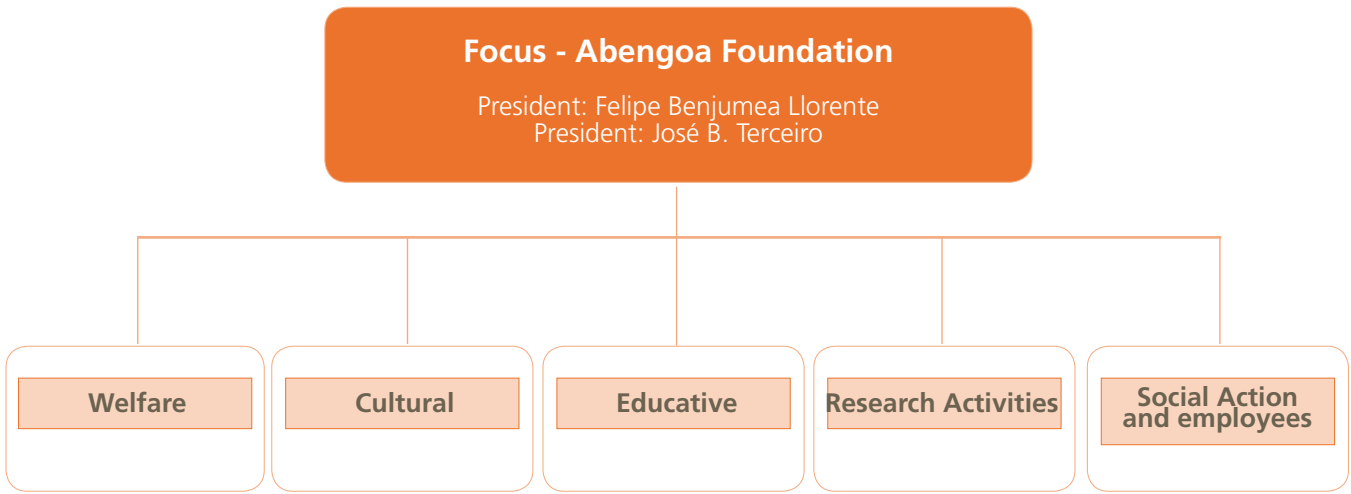 Focus - Abengoa Foundation
President: Felipe Benjumea Llorente
President: José B. Terceiro
Welfare
Cultural
Educative
Research Activities
Social Action
and employees